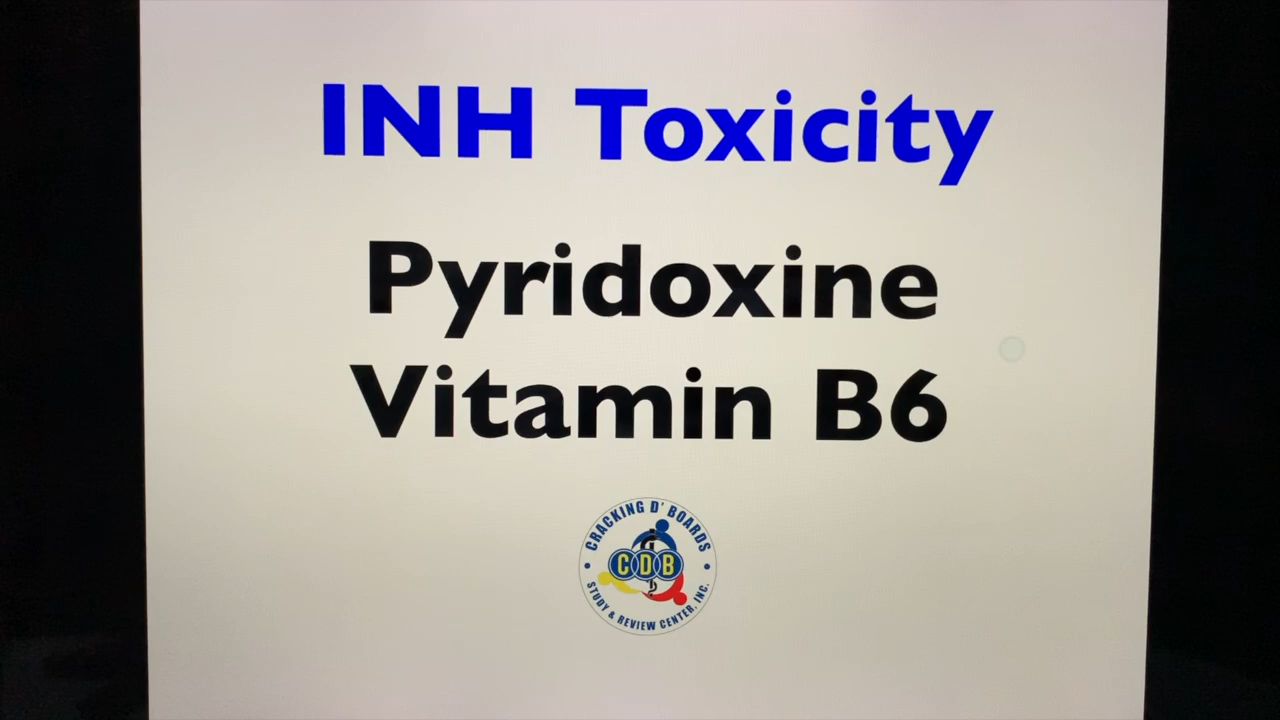 INH Toxicity
Pyridoxine
Vitamin B6
CRACKING D' BOARDS
CDB
STUDY & REVIEW CENTER, INC.